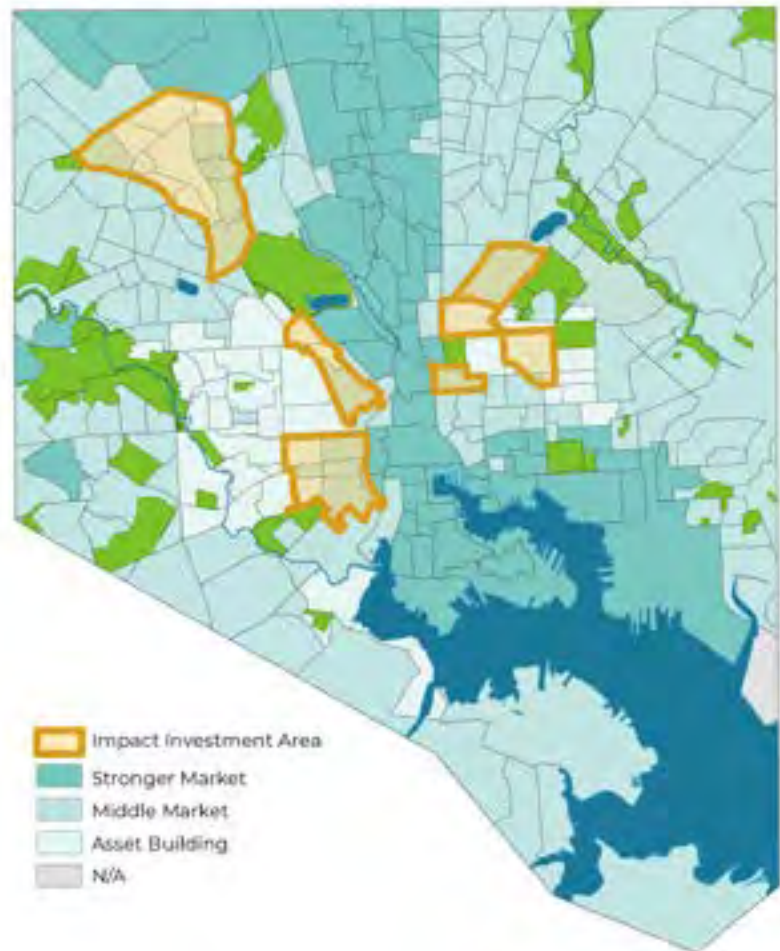 Impact Investment Area
Stronger Market
Middle Market
Asset Building
N/A